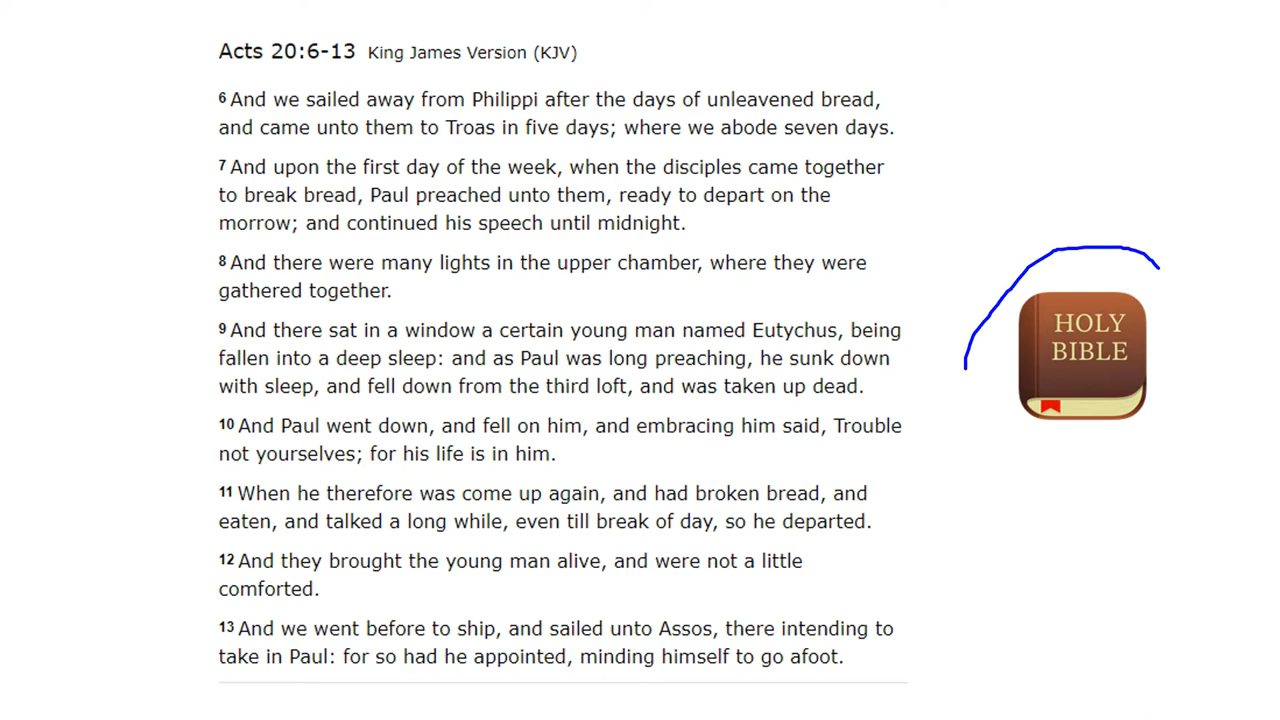 Acts 20:6-13 King James Version (KJV)
6 And we sailed away from Philippi after the days of unleavened bread,
and came unto them to Troas in five days; where we abode seven days.
7 And upon the first day of the week, when the disciples came together
to break bread, Paul preached unto them, ready to depart on the
morrow; and continued his speech until midnight.
8 And there were many lights in the upper chamber, where they were
gathered together.
9 And there sat in a window a certain young man named Eutychus, being
fallen into a deep sleep: and as Paul was long preaching, he sunk down
with sleep, and fell down from the third loft, and was taken up dead.
10 And Paul went down, and fell on him, and embracing him said, Trouble
not yourselves; for his life is in him.
11 When he therefore was come up again, and had broken bread, and
eaten, and talked a long while, even till break of day, so he departed.
12 And they brought the young man alive, and were not a little
comforted.
13 And we went before to ship, and sailed unto Assos, there intending to
take in Paul: for so had he appointed, minding himself to go afoot.
HOLY
BIBLE